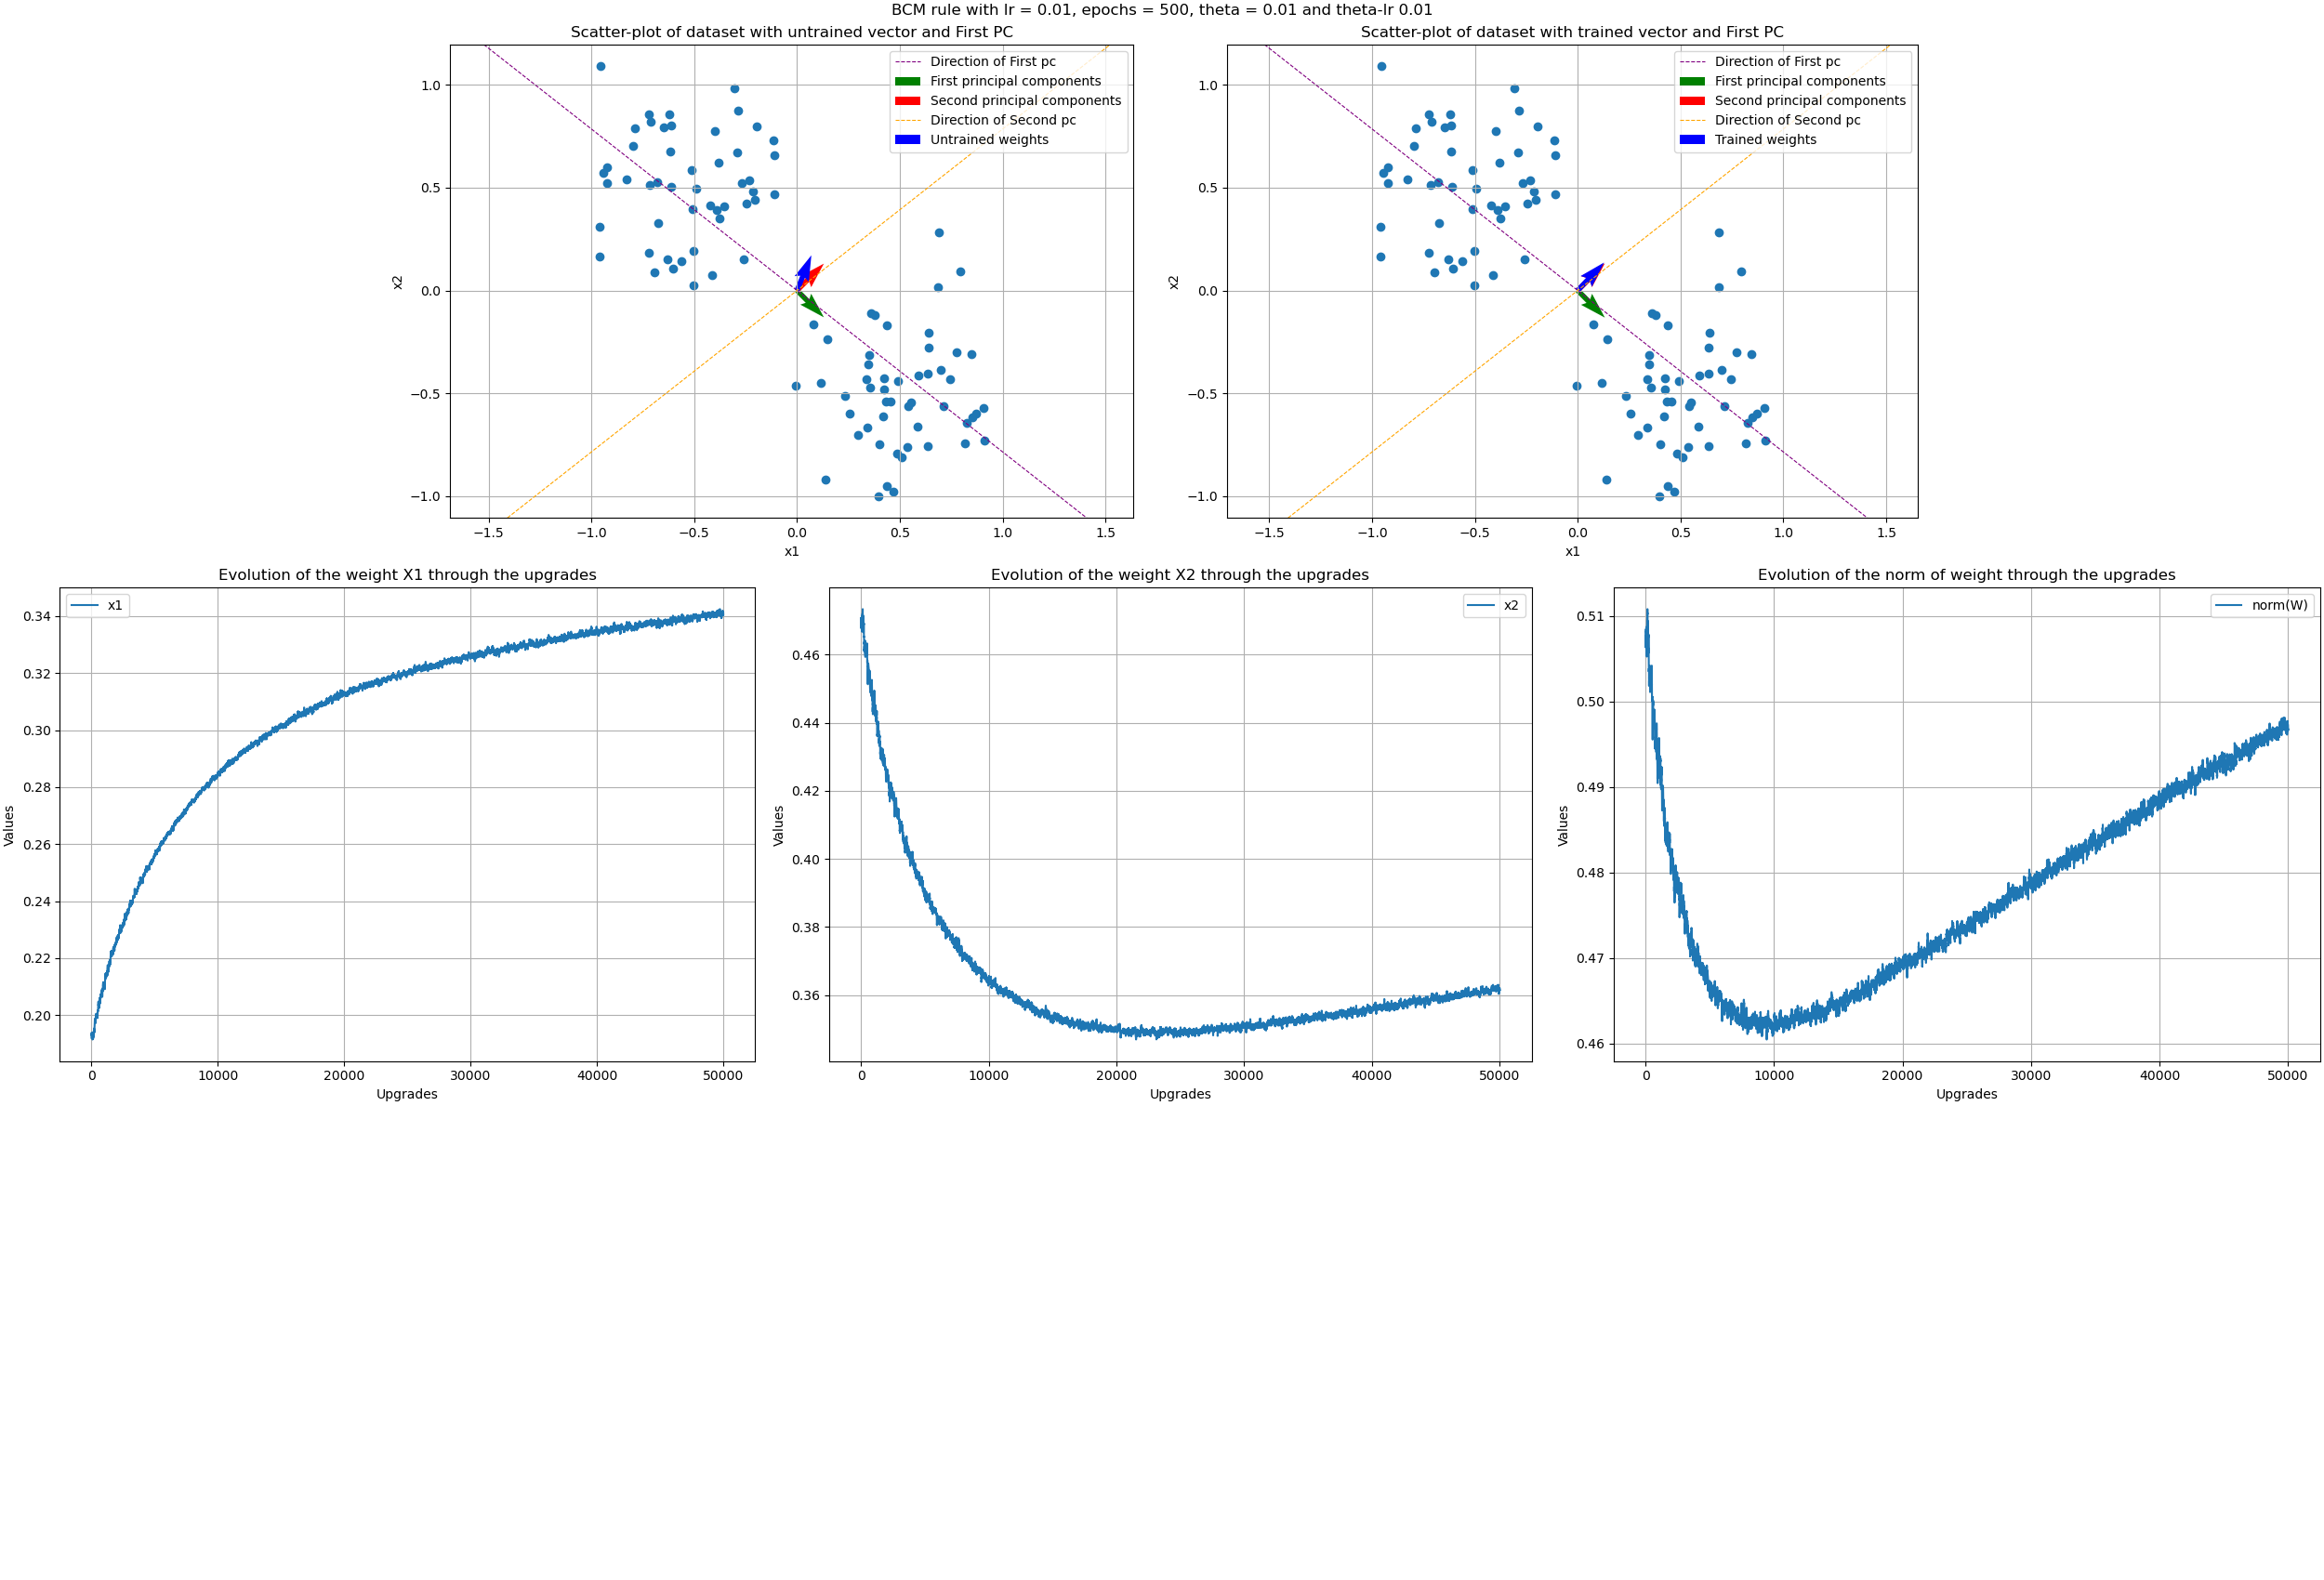 BCM rule with lr = 0.01, epochs = 500, theta = 0.01 and theta-lr 0.01
Scatter-plot of dataset with untrained vector and First PC
Direction of First pc
First principal components
Second principal components
Direction of Second pc
Untrained weights
1.0
0.5
0.0
−0.5
−1.0
x2
−1.5
−1.0
−0.5
0.0
0.5
1.0
1.5
x1
Scatter-plot of dataset with trained vector and First PC
Direction of First pc
First principal components
Second principal components
Direction of Second pc
Trained weights
1.0
0.5
0.0
−0.5
−1.0
x2
−1.5
−1.0
−0.5
0.0
0.5
1.0
1.5
x1
Evolution of the weight X1 through the upgrades
x1
0.34
0.32
0.30
0.28
0.26
0.24
0.22
0.20
Values
0
10000
20000
30000
40000
50000
Upgrades
Evolution of the weight X2 through the upgrades
x2
0.46
0.44
0.42
0.40
0.38
0.36
Values
0
10000
20000
30000
40000
50000
Upgrades
Evolution of the norm of weight through the upgrades
norm(W)
0.51
0.50
0.49
0.48
0.47
0.46
Values
0
10000
20000
30000
40000
50000
Upgrades